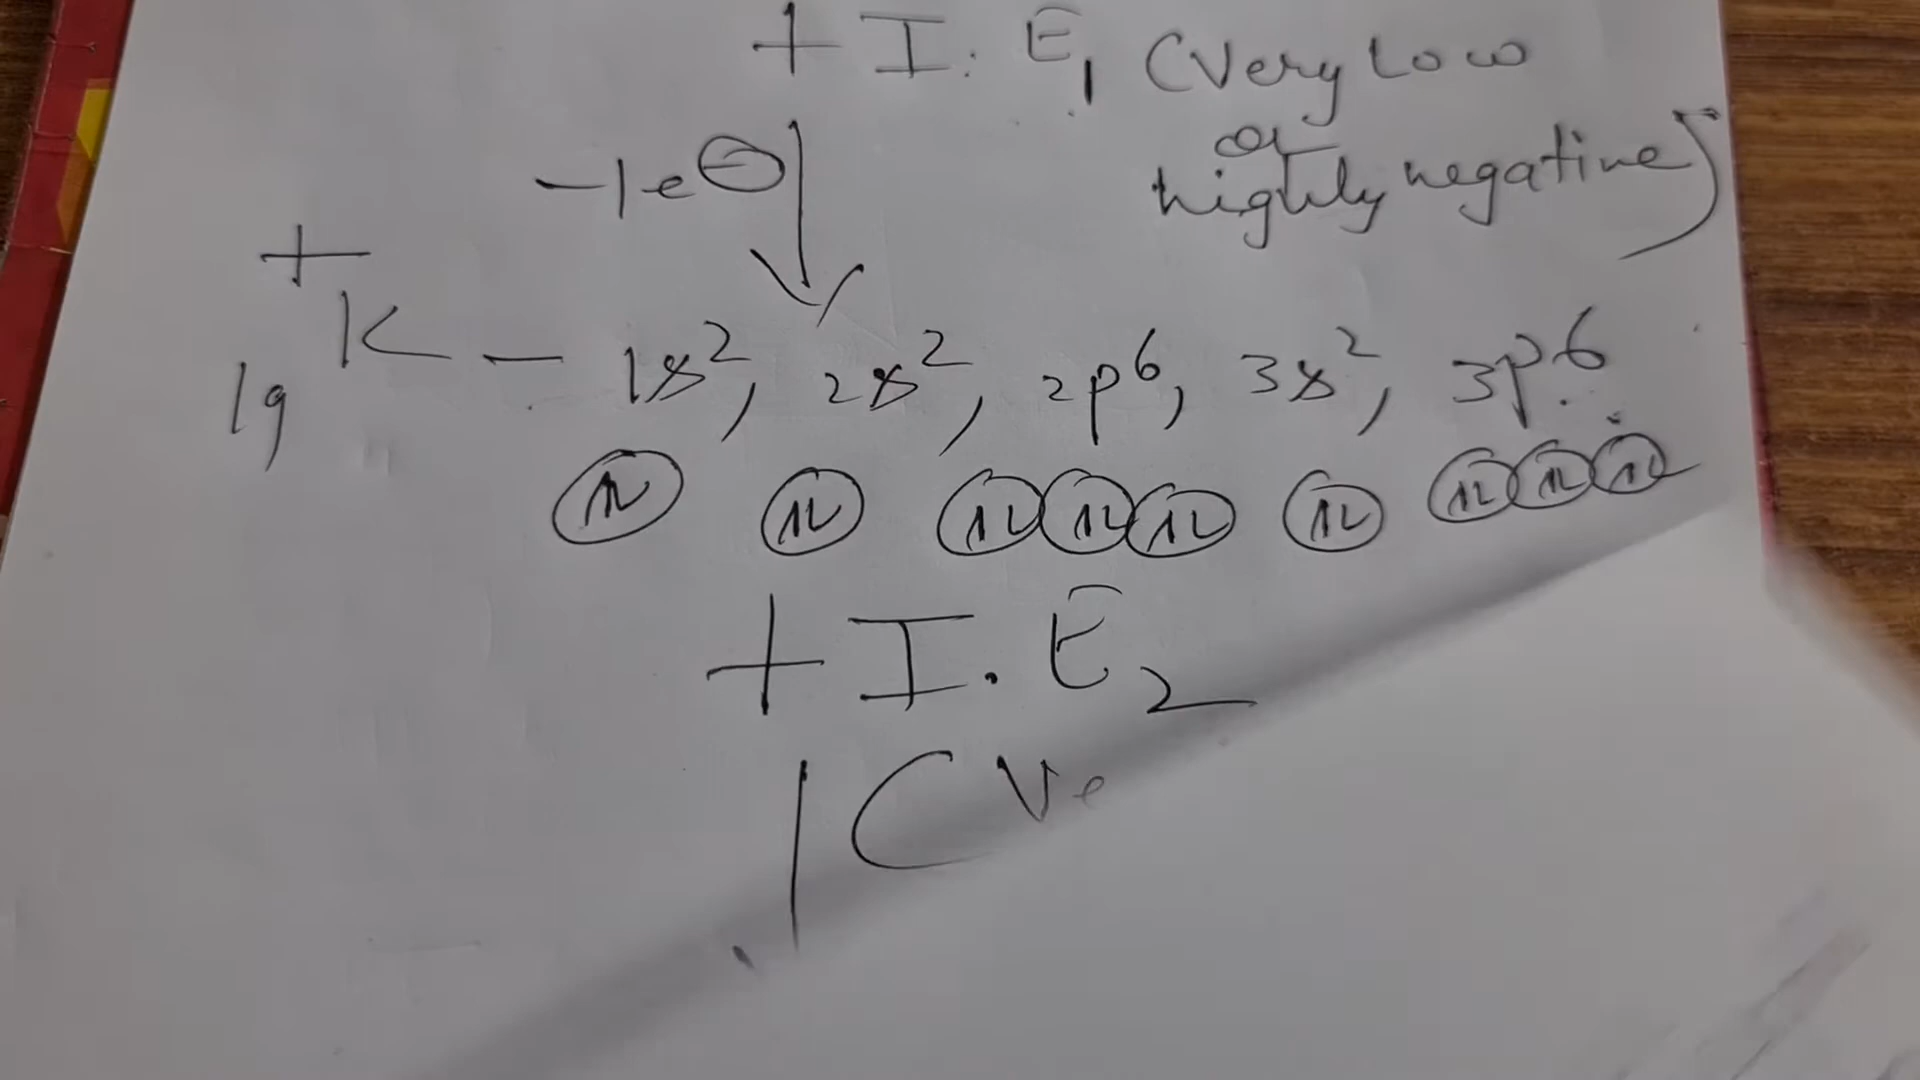 + I. E₁ (Very Low
or
-1e⊖ highly negative)
+
₁₉K - 1s², 2s², 2p⁶, 3s², 3p⁶
⥮ ⥮ ⥮⥮⥮ ⥮ ⥮⥮⥮
+ I. E₂
(Ve